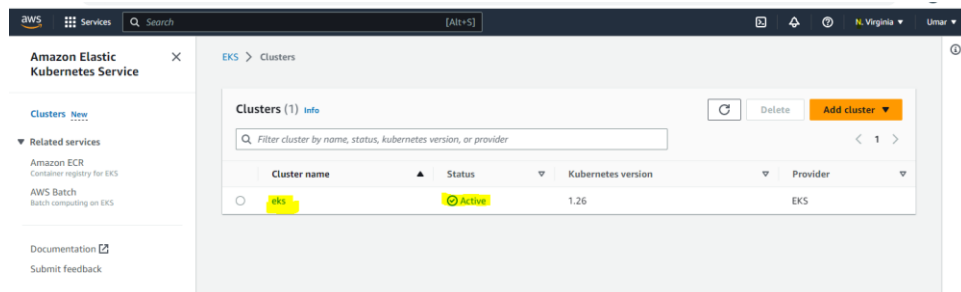 aws Services Search [Alt+S] N. Virginia ▼ Umar ▼
Amazon Elastic
Kubernetes Service
Clusters New
▼ Related services
Amazon ECR
Container registry for EKS
AWS Batch
Batch computing on EKS
Documentation
Submit feedback
EKS > Clusters
Clusters (1) Info Delete Add cluster ▼
Filter cluster by name, status, kubernetes version, or provider < 1 >
Cluster name ▲ Status ▽ Kubernetes version ▽ Provider ▽
eks Active 1.26 EKS